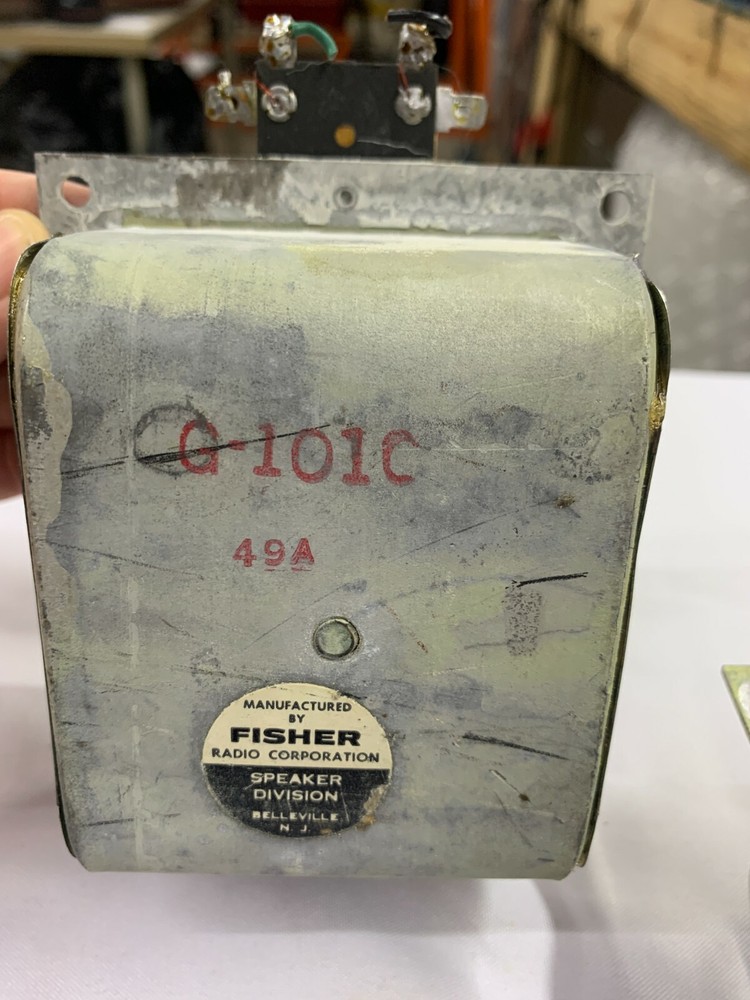 G-101C
49A
MANUFACTURED
BY
FISHER
RADIO CORPORATION
SPEAKER
DIVISION
BELLEVILLE
N J